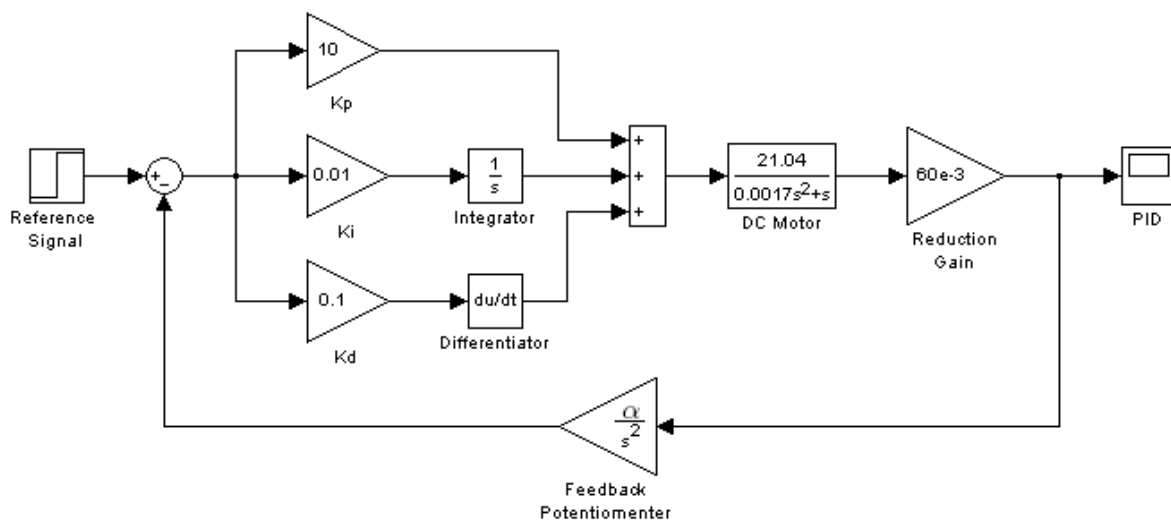 10
Kp
+
−
Reference
Signal
0.01
Ki
1
s
Integrator
0.1
Kd
du/dt
Differentiator
+
+
+
21.04
0.0017s²+s
DC Motor
60e-3
Reduction
Gain
PID
α
s²
Feedback
Potentiomenter